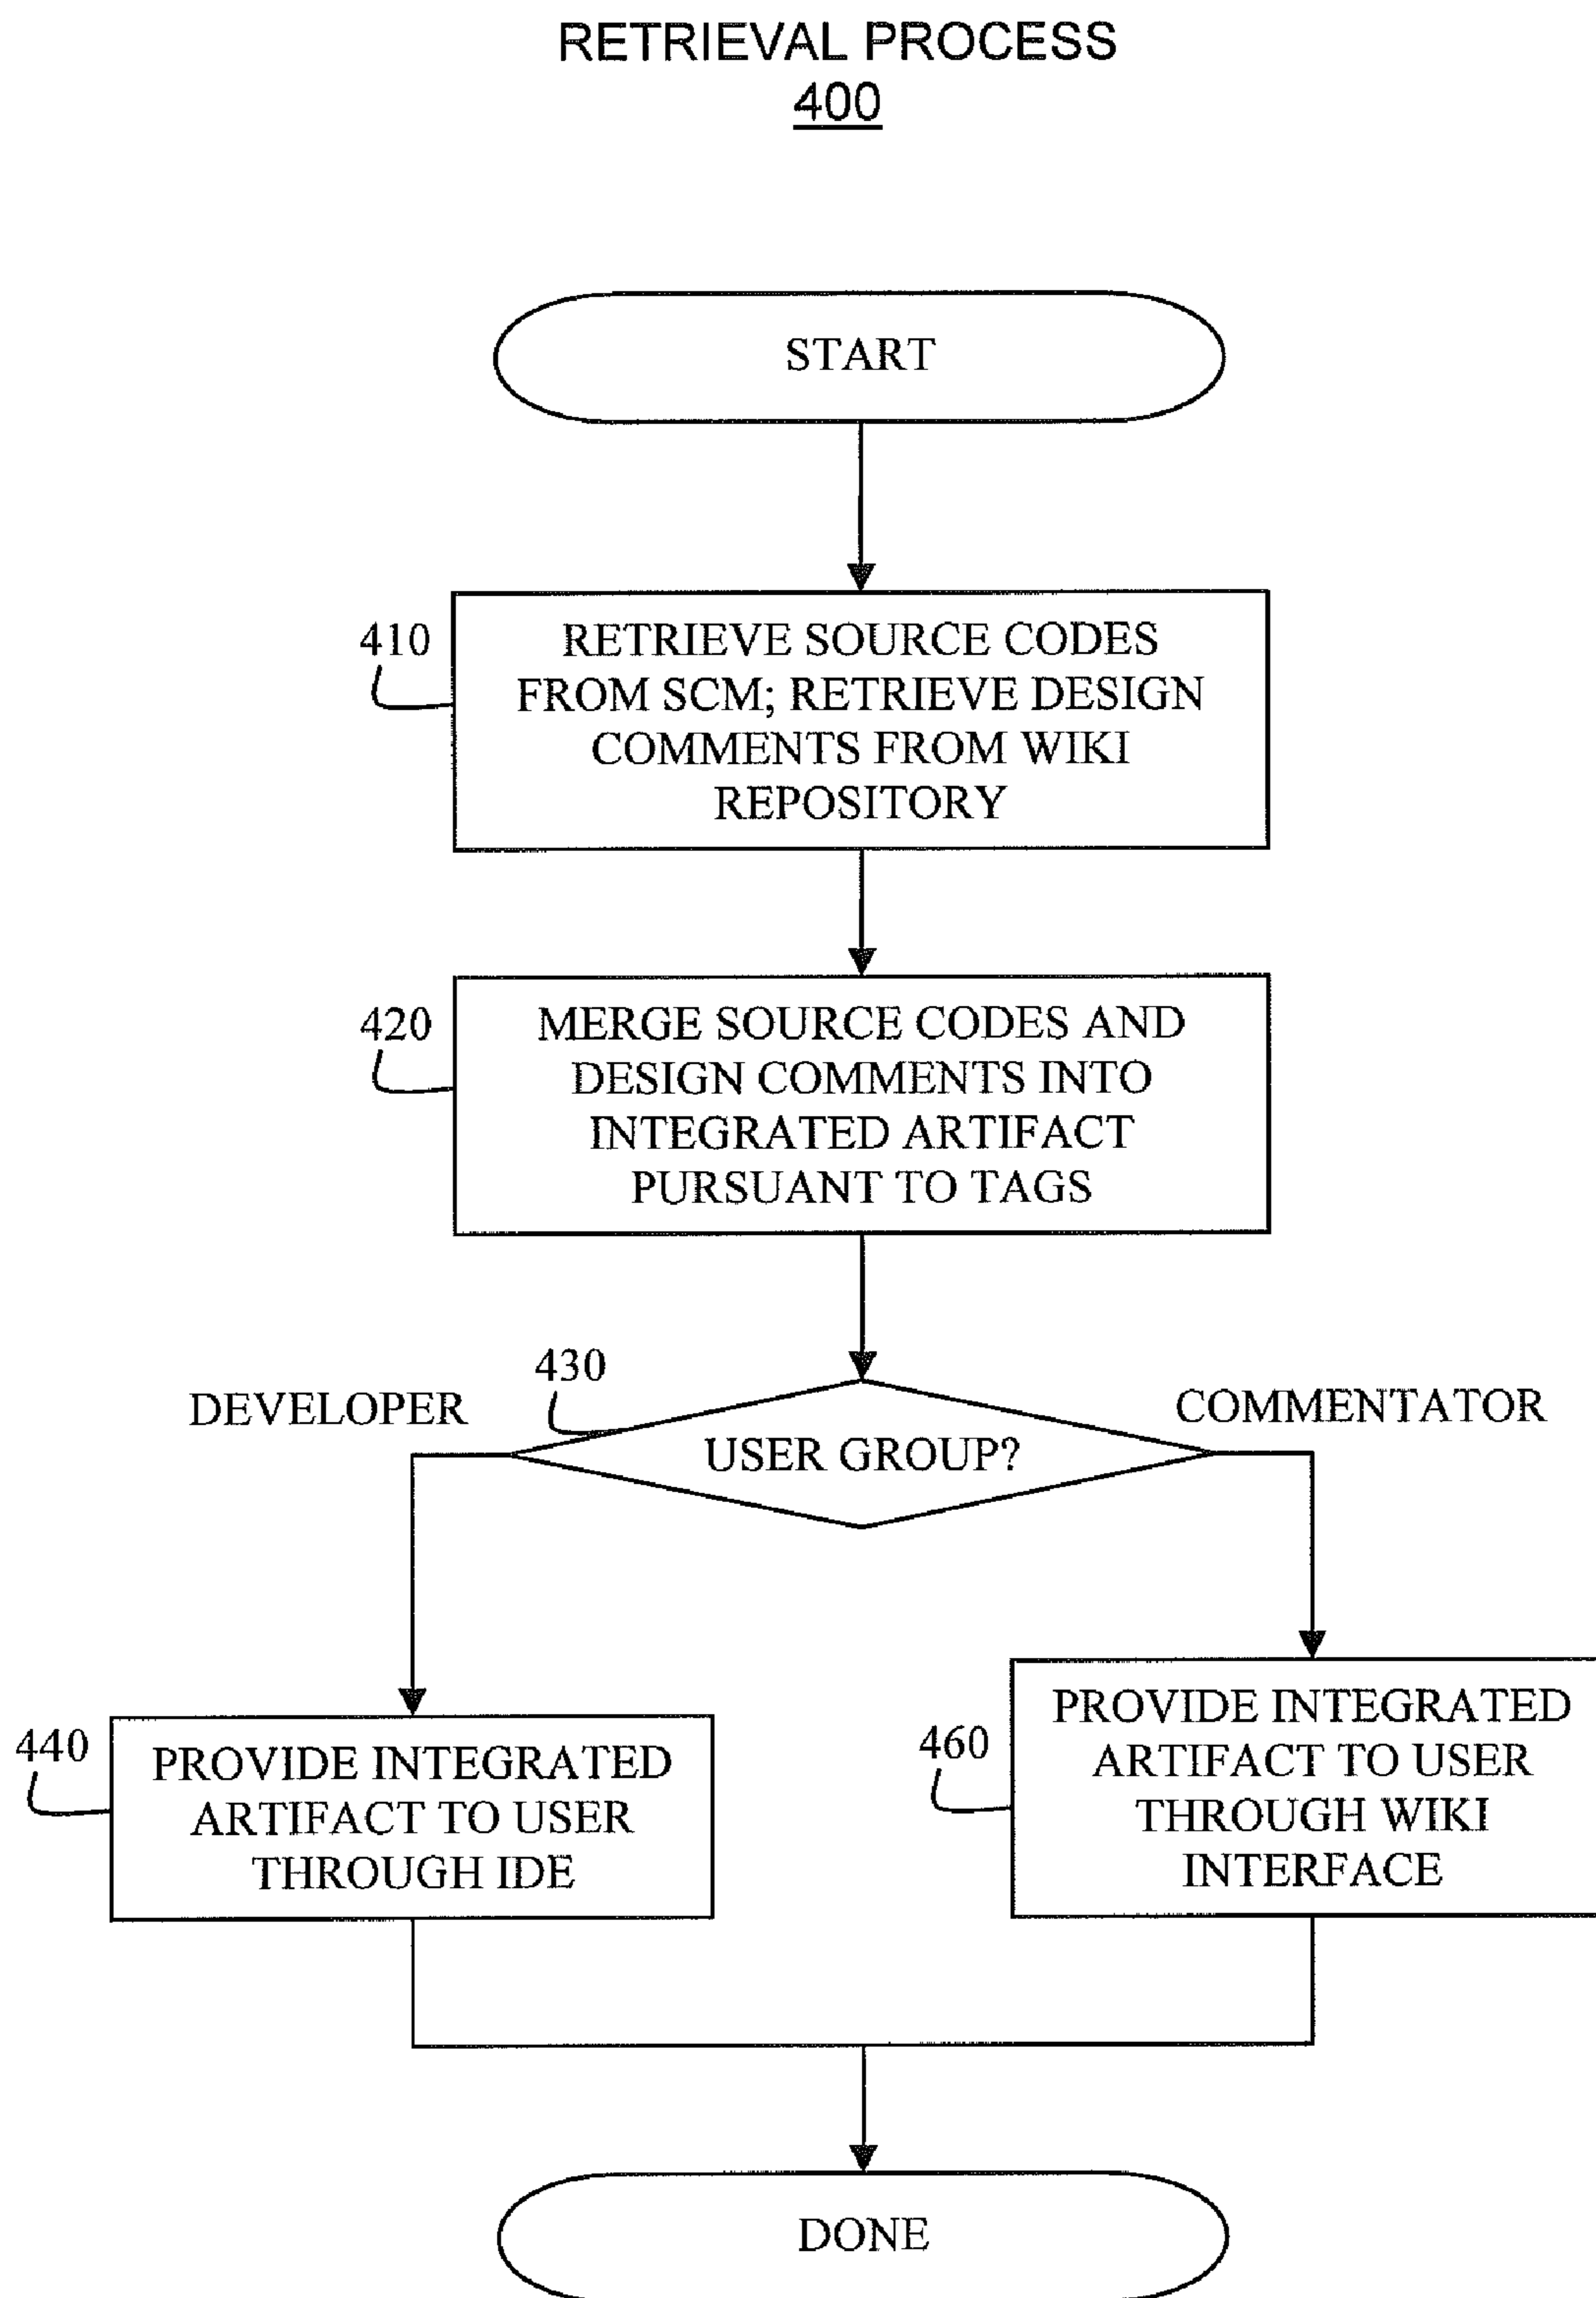 RETRIEVAL PROCESS
400
START
410
RETRIEVE SOURCE CODES
FROM SCM; RETRIEVE DESIGN
COMMENTS FROM WIKI
REPOSITORY
420
MERGE SOURCE CODES AND
DESIGN COMMENTS INTO
INTEGRATED ARTIFACT
PURSUANT TO TAGS
430
DEVELOPER
COMMENTATOR
USER GROUP?
440
PROVIDE INTEGRATED
ARTIFACT TO USER
THROUGH IDE
460
PROVIDE INTEGRATED
ARTIFACT TO USER
THROUGH WIKI
INTERFACE
DONE